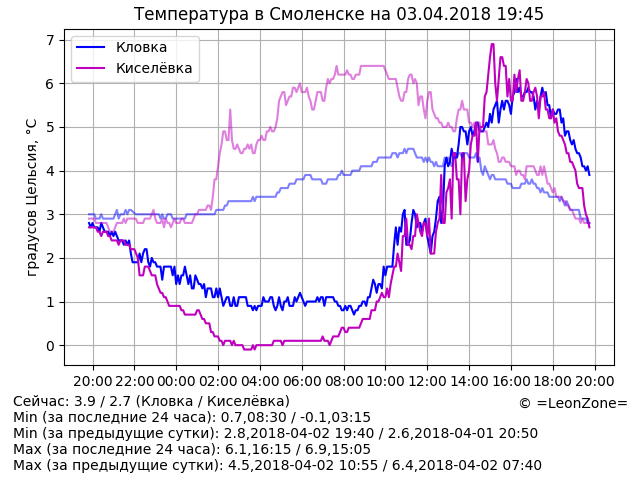 Температура в Смоленске на 03.04.2018 19:45
Кловка
Киселёвка
градусов Цельсия, °C
7
6
5
4
3
2
1
0
20:00 22:00 00:00 02:00 04:00 06:00 08:00 10:00 12:00 14:00 16:00 18:00 20:00
Сейчас: 3.9 / 2.7 (Кловка / Киселёвка)
© =LeonZone=
Min (за последние 24 часа): 0.7,08:30 / -0.1,03:15
Min (за предыдущие сутки): 2.8,2018-04-02 19:40 / 2.6,2018-04-01 20:50
Max (за последние 24 часа): 6.1,16:15 / 6.9,15:05
Max (за предыдущие сутки): 4.5,2018-04-02 10:55 / 6.4,2018-04-02 07:40